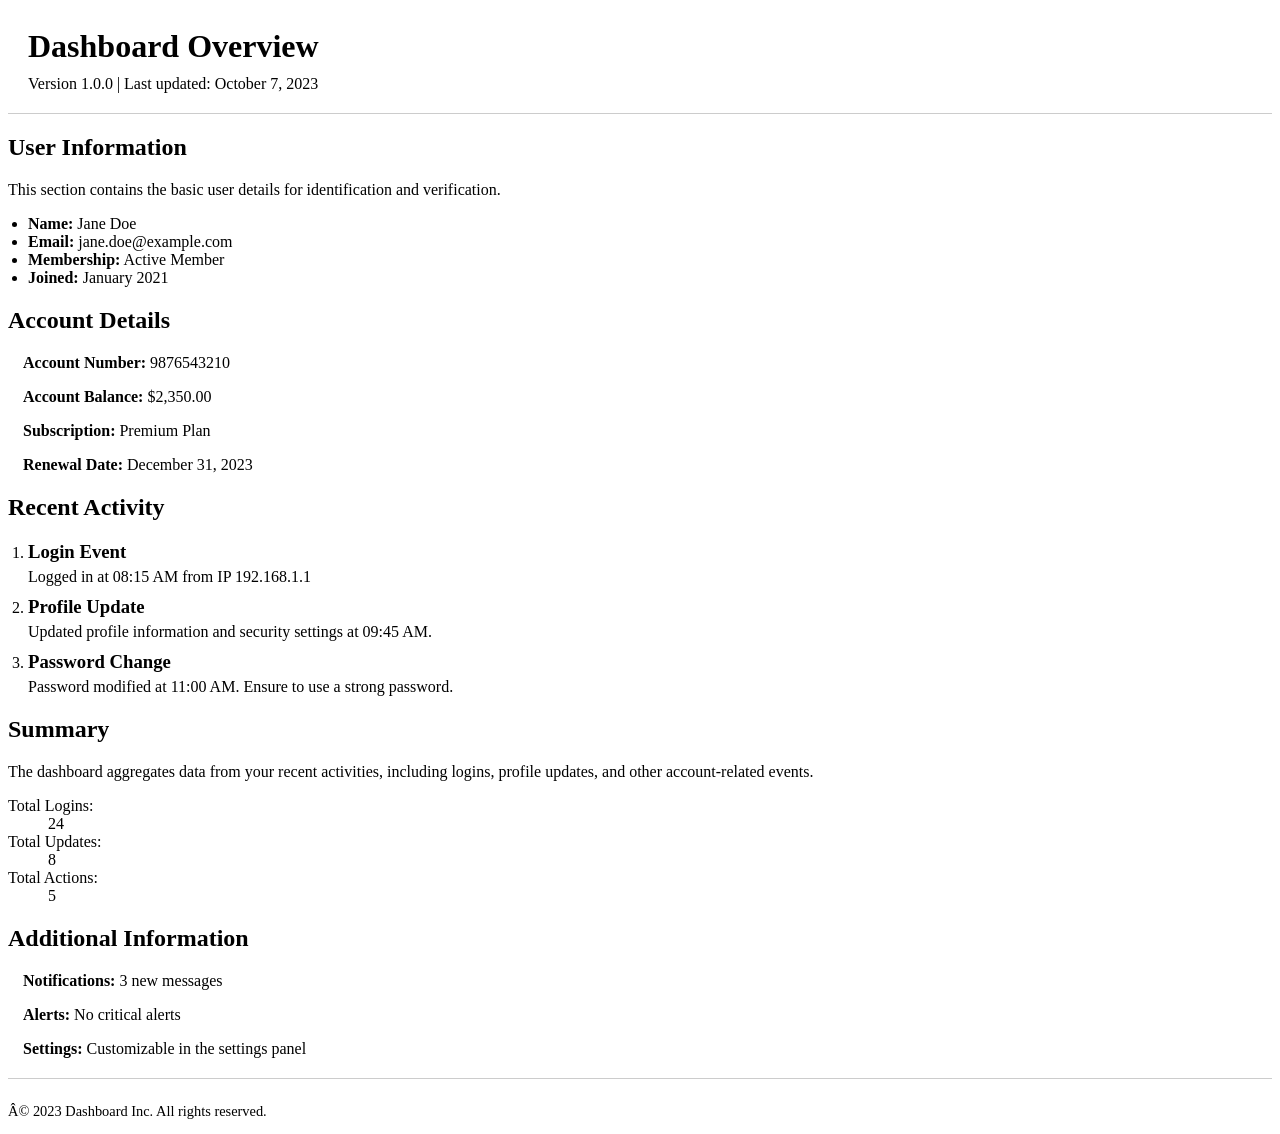 Dashboard Overview
Version 1.0.0 | Last updated: October 7, 2023
User Information
This section contains the basic user details for identification and verification.
• Name: Jane Doe
• Email: jane.doe@example.com
• Membership: Active Member
• Joined: January 2021
Account Details
Account Number: 9876543210
Account Balance: $2,350.00
Subscription: Premium Plan
Renewal Date: December 31, 2023
Recent Activity
1. Login Event
Logged in at 08:15 AM from IP 192.168.1.1
2. Profile Update
Updated profile information and security settings at 09:45 AM.
3. Password Change
Password modified at 11:00 AM. Ensure to use a strong password.
Summary
The dashboard aggregates data from your recent activities, including logins, profile updates, and other account-related events.
Total Logins:
24
Total Updates:
8
Total Actions:
5
Additional Information
Notifications: 3 new messages
Alerts: No critical alerts
Settings: Customizable in the settings panel
Â© 2023 Dashboard Inc. All rights reserved.